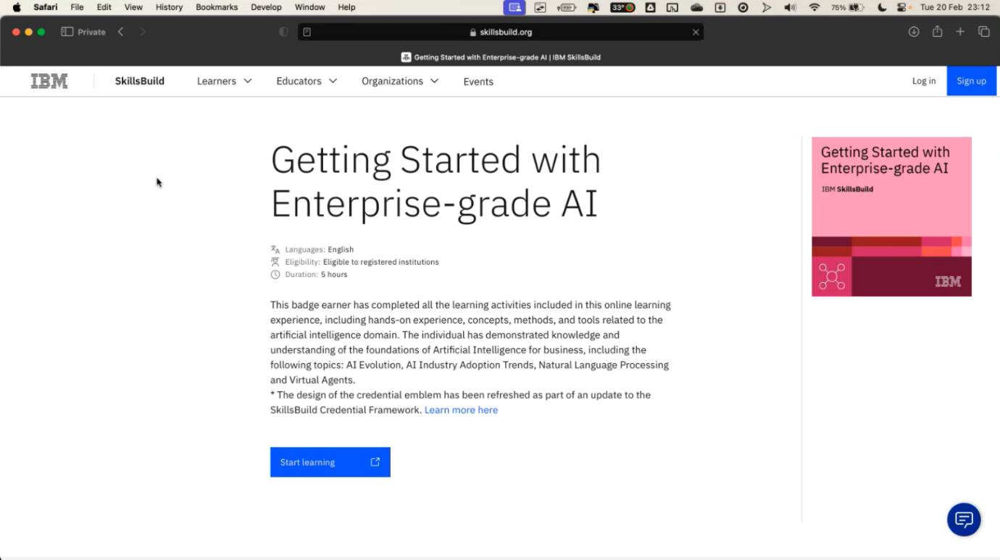 Safari File Edit View History Bookmarks Develop Window Help 33° 75% Tue 20 Feb 23:12
Private skillsbuild.org
Getting Started with Enterprise-grade AI | IBM SkillsBuild
IBM SkillsBuild Learners Educators Organizations Events Log in Sign up
Getting Started with
Enterprise-grade AI
Languages: English
Eligibility: Eligible to registered institutions
Duration: 5 hours
This badge earner has completed all the learning activities included in this online learning
experience, including hands-on experience, concepts, methods, and tools related to the
artificial intelligence domain. The individual has demonstrated knowledge and
understanding of the foundations of Artificial Intelligence for business, including the
following topics: AI Evolution, AI Industry Adoption Trends, Natural Language Processing
and Virtual Agents.
* The design of the credential emblem has been refreshed as part of an update to the
SkillsBuild Credential Framework. Learn more here
Start learning
Getting Started with
Enterprise-grade AI
IBM SkillsBuild
IBM